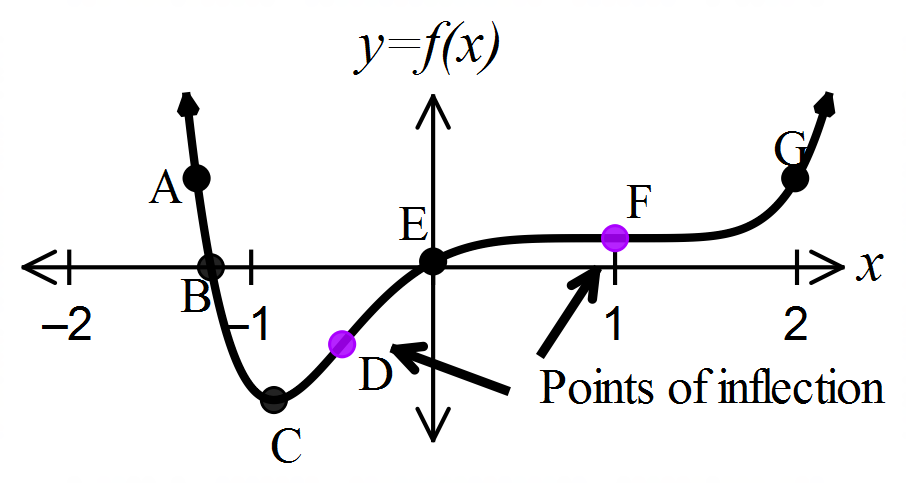 y=f(x)
G
A
F
E
x
B
–2
–1
1
2
D
Points of inflection
C